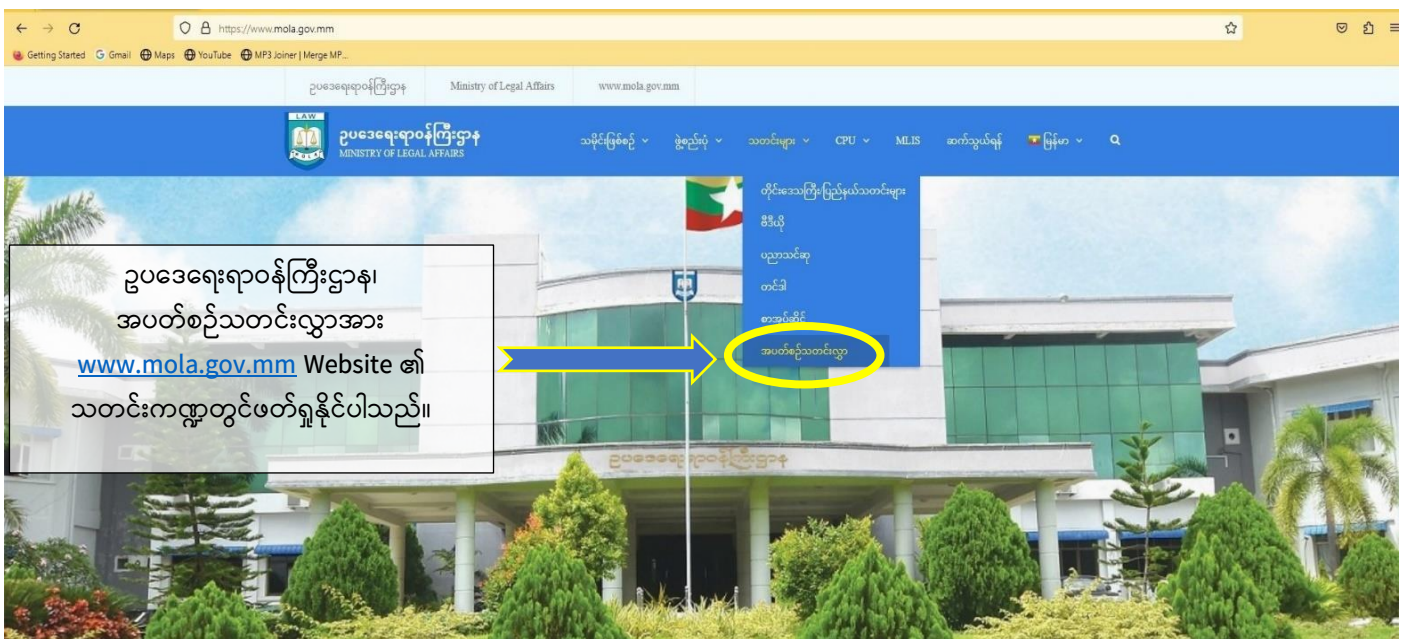 https://www.mola.gov.mm
Getting Started Gmail Maps YouTube MP3 Joiner | Merge MP...
ဥပဒေရေးရာဝန်ကြီးဌာန Ministry of Legal Affairs www.mola.gov.mm
LAW
MOLA
ဥပဒေရေးရာဝန်ကြီးဌာန
MINISTRY OF LEGAL AFFAIRS
သမိုင်းဖြစ်စဉ် ဖွဲ့စည်းပုံ သတင်းများ CPU MLIS ဆက်သွယ်ရန် မြန်မာ
တိုင်းဒေသကြီး/ပြည်နယ်သတင်းများ
ဗီဒီယို
ပညာသင်ဆု
တင်ဒါ
စာအုပ်ဆိုင်
အပတ်စဉ်သတင်းလွှာ
ဥပဒေရေးရာဝန်ကြီးဌာန၊
အပတ်စဉ်သတင်းလွှာအား
www.mola.gov.mm Website ၏
သတင်းကဏ္ဍတွင်ဖတ်ရှုနိုင်ပါသည်။
ဥပဒေရေးရာဝန်ကြီးဌာန